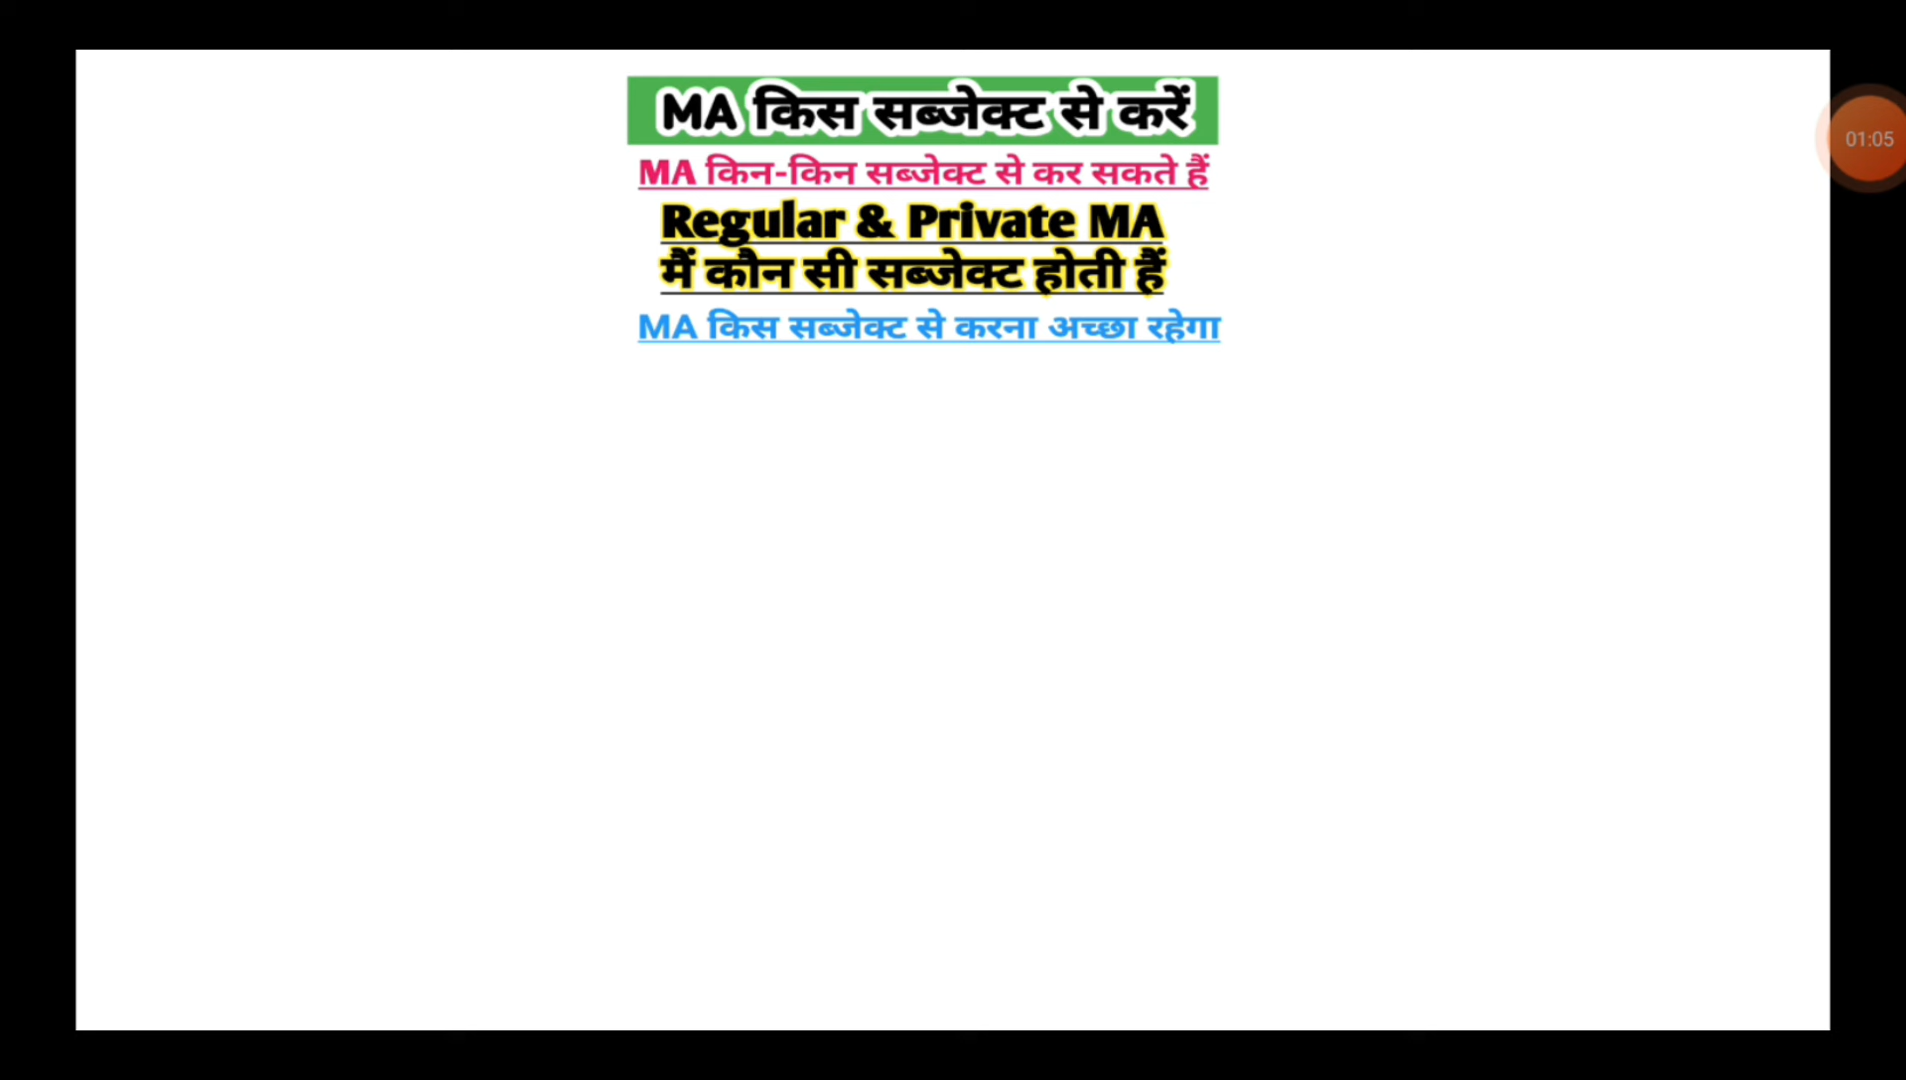 MA किस सब्जेक्ट से करें
MA किन-किन सब्जेक्ट से कर सकते हैं
Regular & Private MA
मैं कौन सी सब्जेक्ट होती हैं
MA किस सब्जेक्ट से करना अच्छा रहेगा
01:05